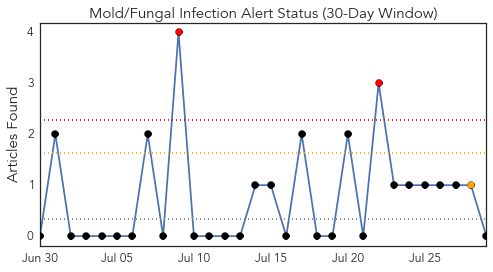 Mold/Fungal Infection Alert Status (30-Day Window)
Articles Found
4
3
2
1
0
Jun 30
Jul 05
Jul 10
Jul 15
Jul 20
Jul 25